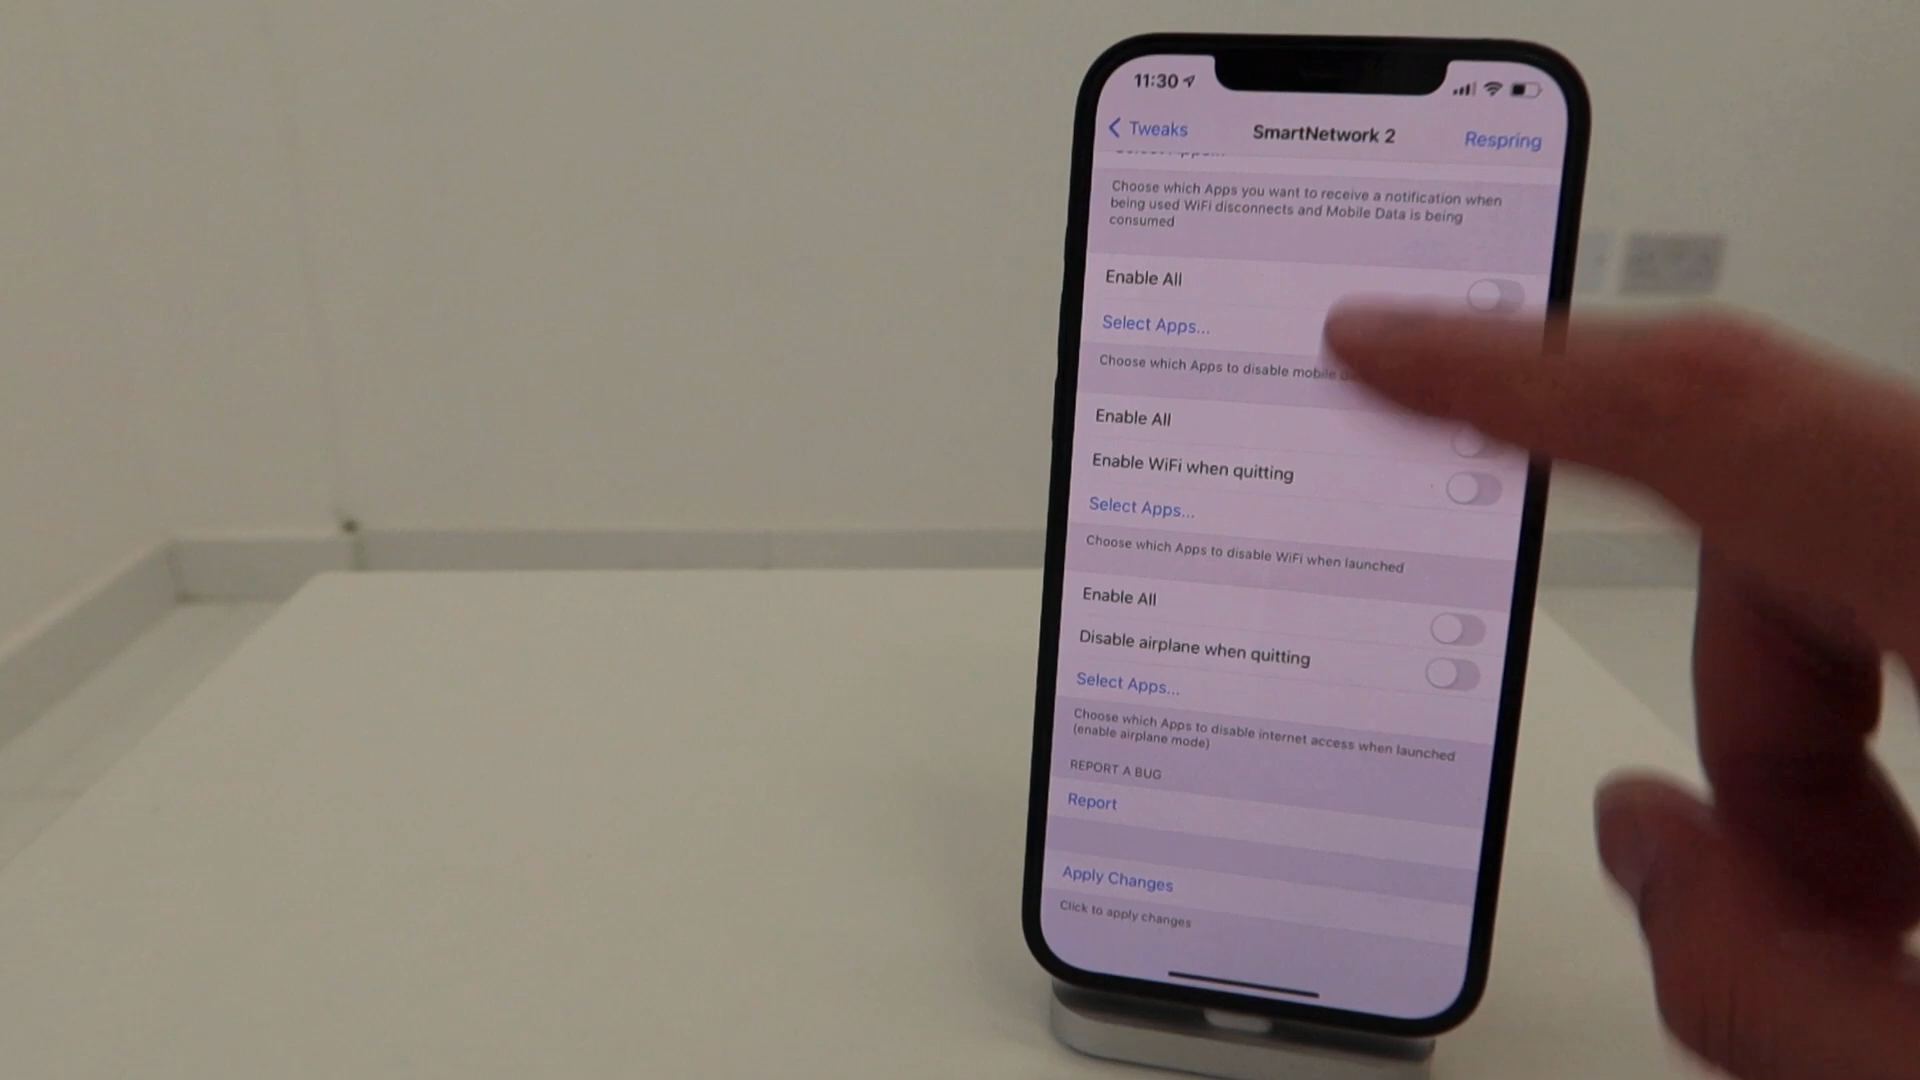 11:30
Tweaks
SmartNetwork 2
Respring
Choose which Apps you want to receive a notification when
being used WiFi disconnects and Mobile Data is being
consumed
Enable All
Select Apps...
Choose which Apps to disable mobile
Enable All
Enable WiFi when quitting
Select Apps...
Choose which Apps to disable WiFi when launched
Enable All
Disable airplane when quitting
Select Apps...
Choose which Apps to disable internet access when launched
(enable airplane mode)
REPORT A BUG
Report
Apply Changes
Click to apply changes